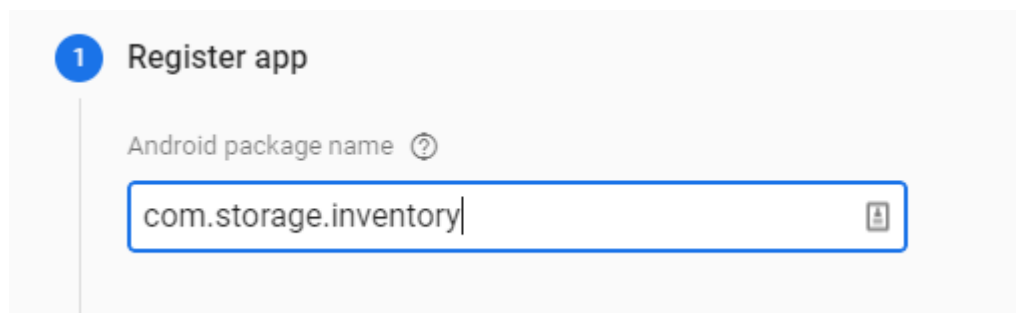 1 Register app
Android package name ?
com.storage.inventory